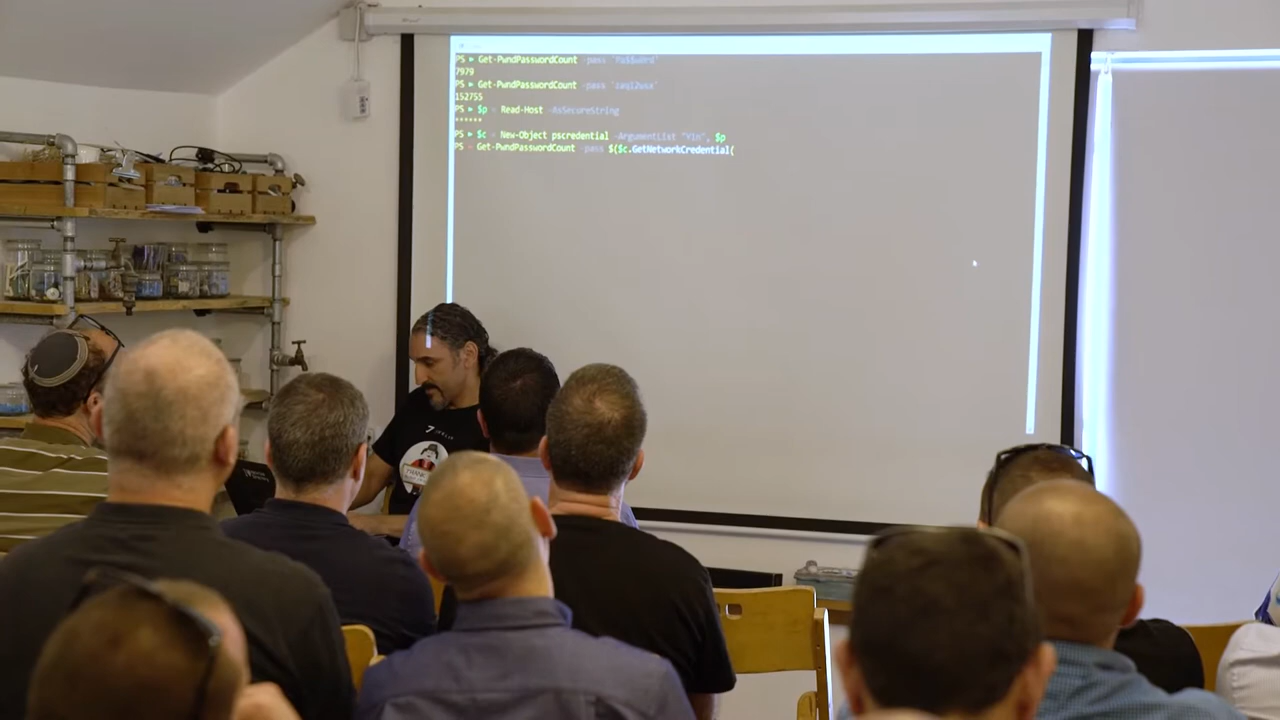 PS ► Get-PwndPasswordCount -pass 'Pa$$w0rd'
7979
PS ► Get-PwndPasswordCount -pass 'zaq12wsx'
152755
PS ► $p = Read-Host -AsSecureString
******
PS ► $c = New-Object pscredential -ArgumentList "Yin", $p
PS ► Get-PwndPasswordCount -pass $($c.GetNetworkCredential(